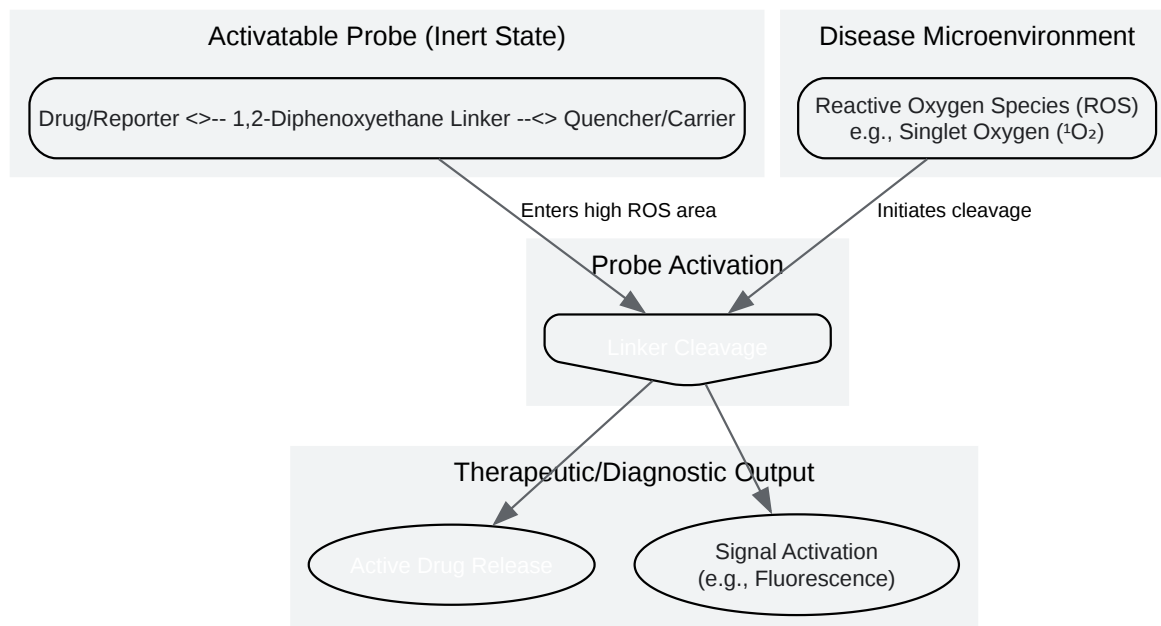 Activatable Probe (Inert State)
Disease Microenvironment
Drug/Reporter <>-- 1,2-Diphenoxyethane Linker --<> Quencher/Carrier
Reactive Oxygen Species (ROS)
e.g., Singlet Oxygen (¹O₂)
Enters high ROS area
Initiates cleavage
Probe Activation
Linker Cleavage
Therapeutic/Diagnostic Output
Active Drug Release
Signal Activation
(e.g., Fluorescence)